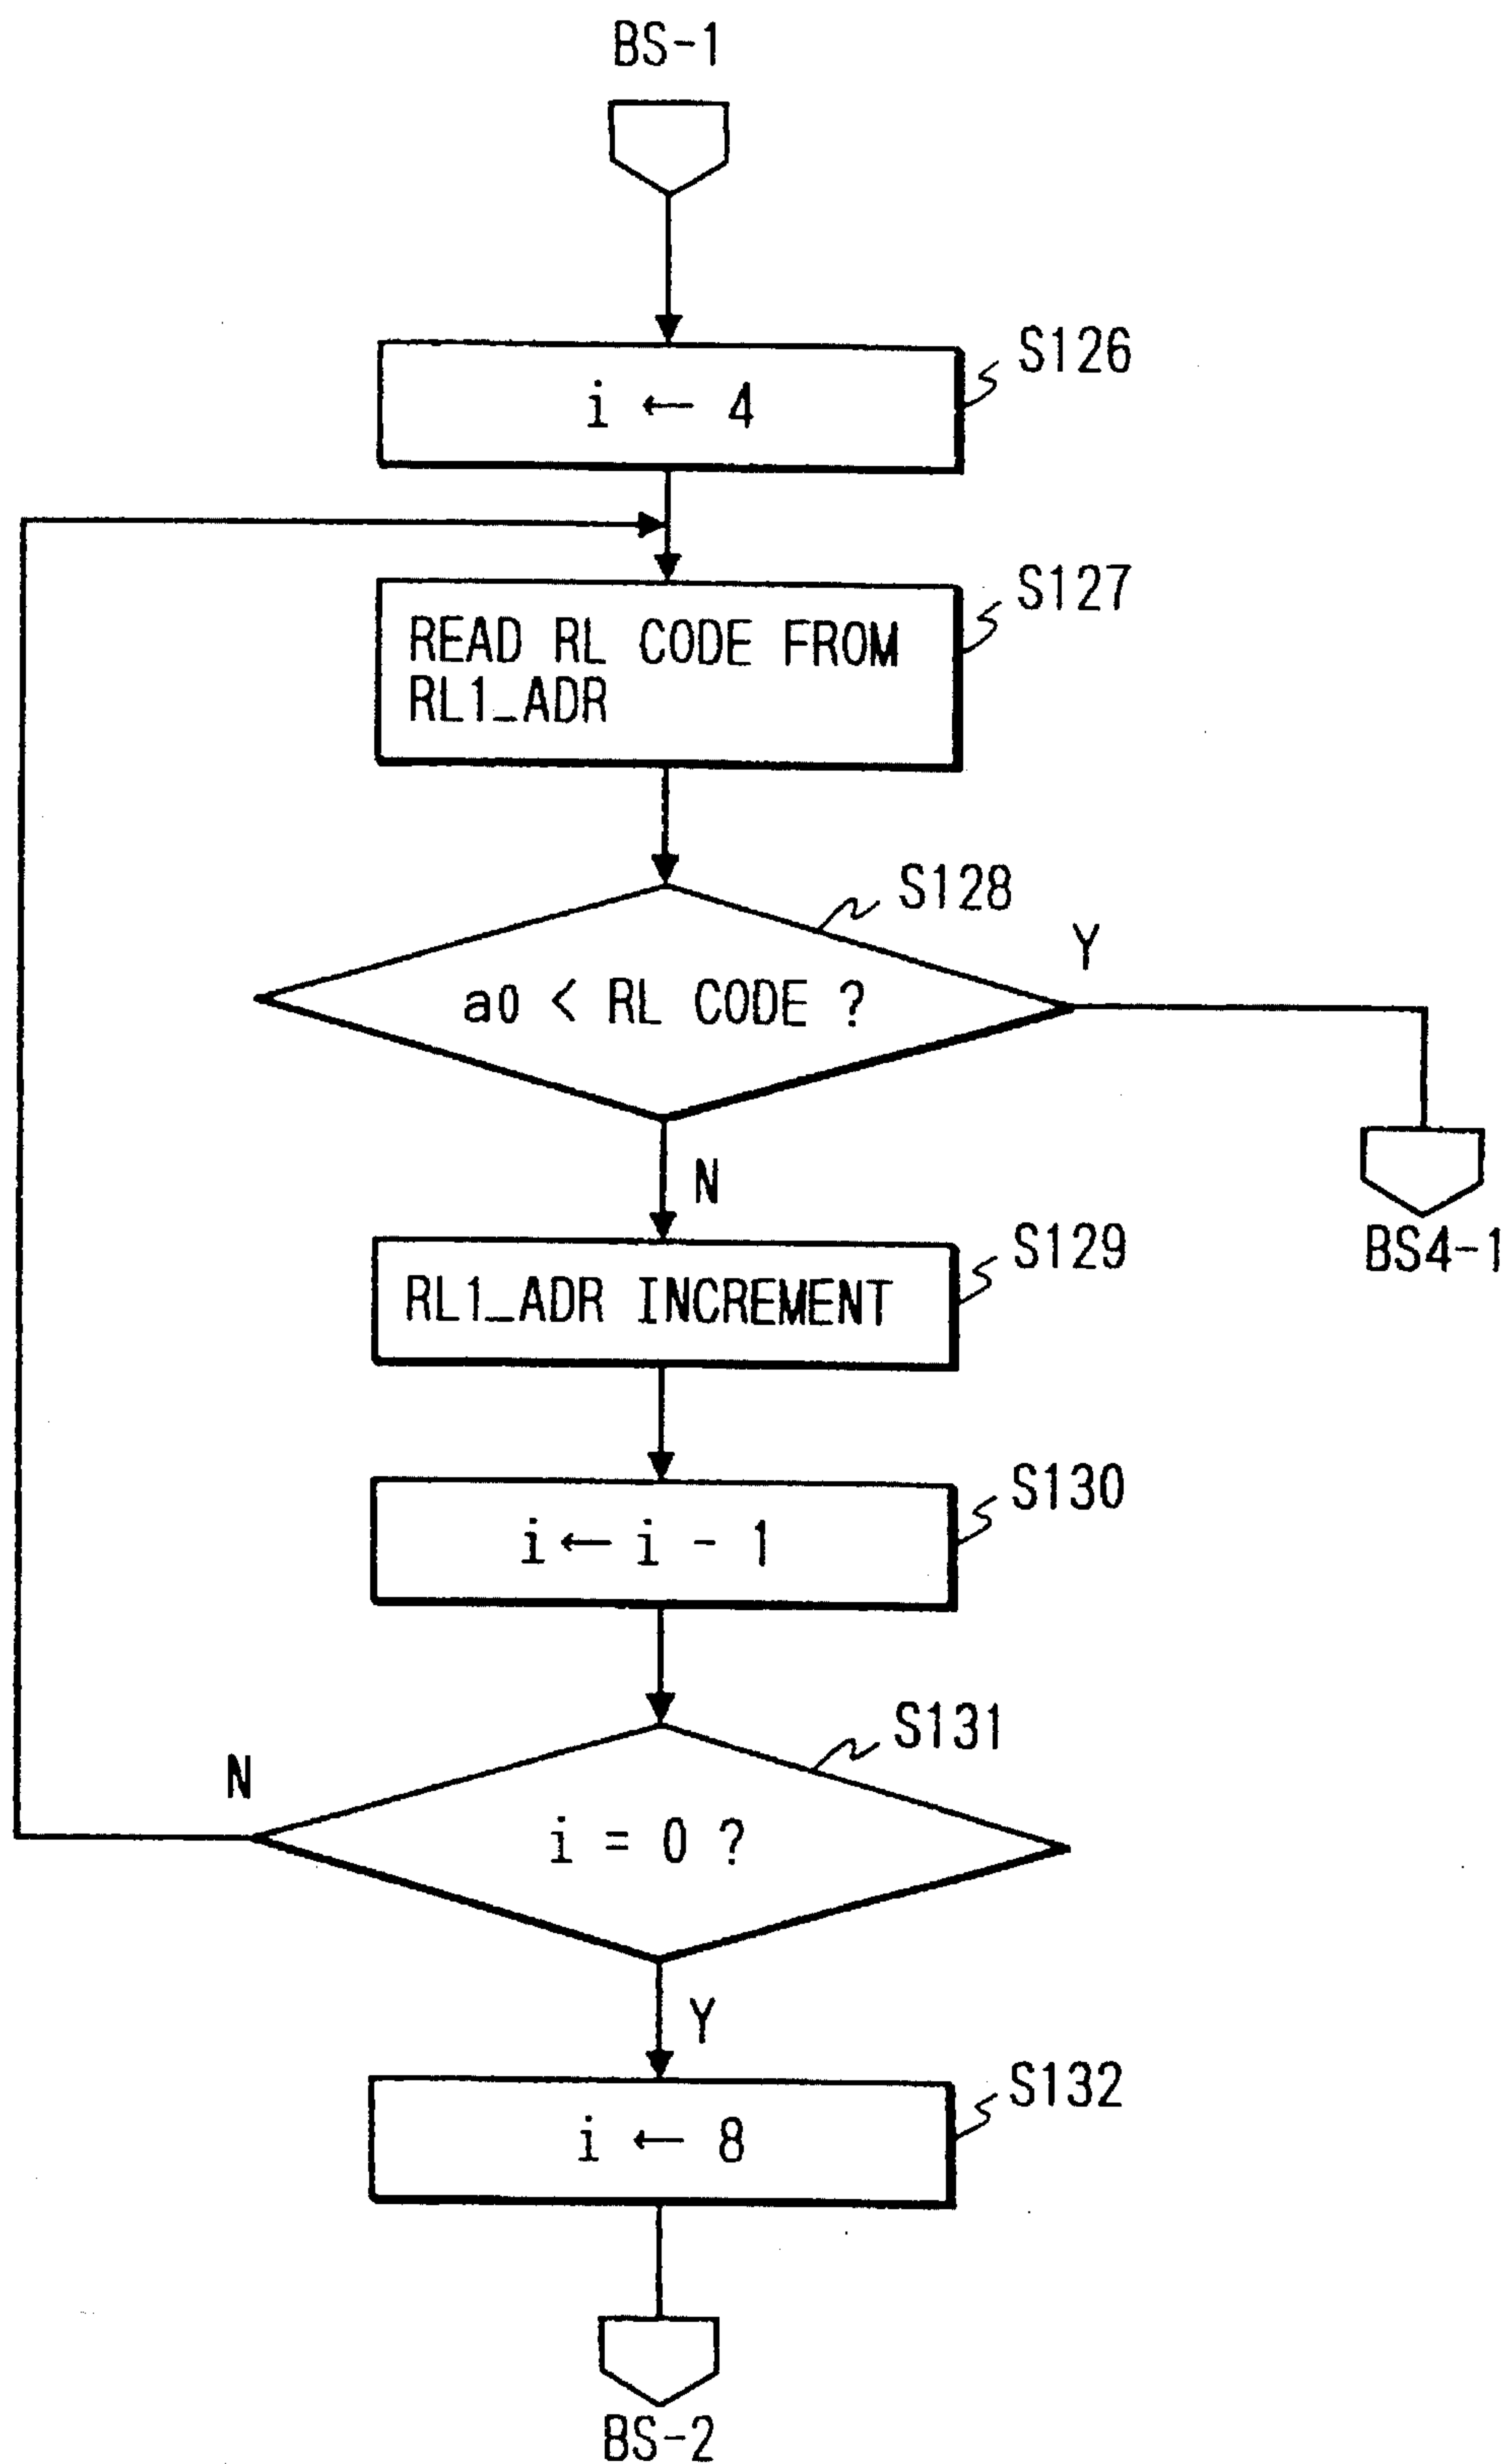 BS-1
S126
i ← 4
S127
READ RL CODE FROM
RL1_ADR
S128
Y
a0 < RL CODE ?
N
BS4-1
S129
RL1_ADR INCREMENT
S130
i ← i - 1
S131
N
i = 0 ?
Y
S132
i ← 8
BS-2